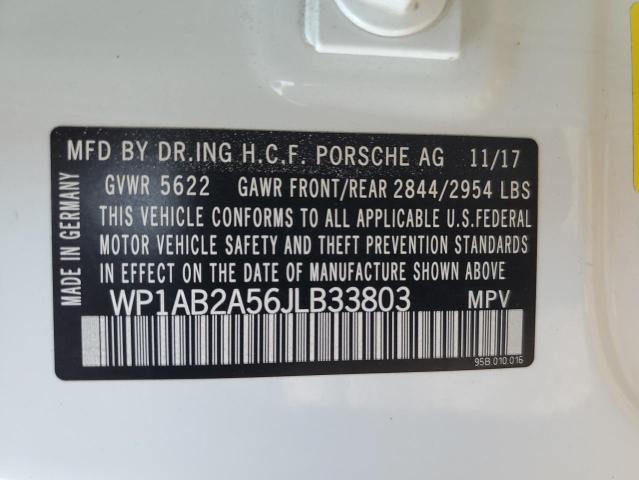 MFD BY DR.ING H.C.F. PORSCHE AG 11/17
GVWR 5622 GAWR FRONT/REAR 2844/2954 LBS
THIS VEHICLE CONFORMS TO ALL APPLICABLE U.S.FEDERAL
MOTOR VEHICLE SAFETY AND THEFT PREVENTION STANDARDS
IN EFFECT ON THE DATE OF MANUFACTURE SHOWN ABOVE
WP1AB2A56JLB33803 MPV
95B.010.016
MADE IN GERMANY